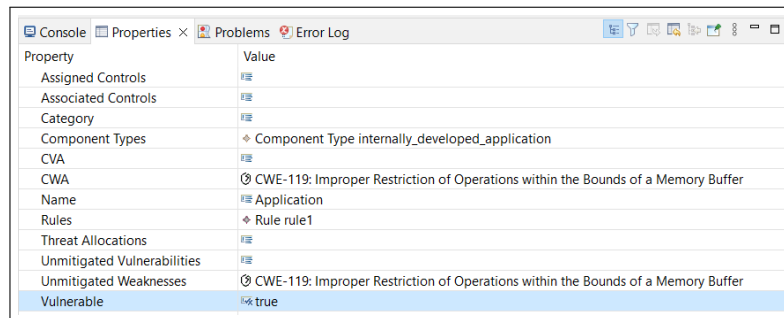 Console Properties Problems Error Log
Property Value
Assigned Controls
Associated Controls
Category
Component Types Component Type internally_developed_application
CVA
CWA CWE-119: Improper Restriction of Operations within the Bounds of a Memory Buffer
Name Application
Rules Rule rule1
Threat Allocations
Unmitigated Vulnerabilities
Unmitigated Weaknesses CWE-119: Improper Restriction of Operations within the Bounds of a Memory Buffer
Vulnerable true